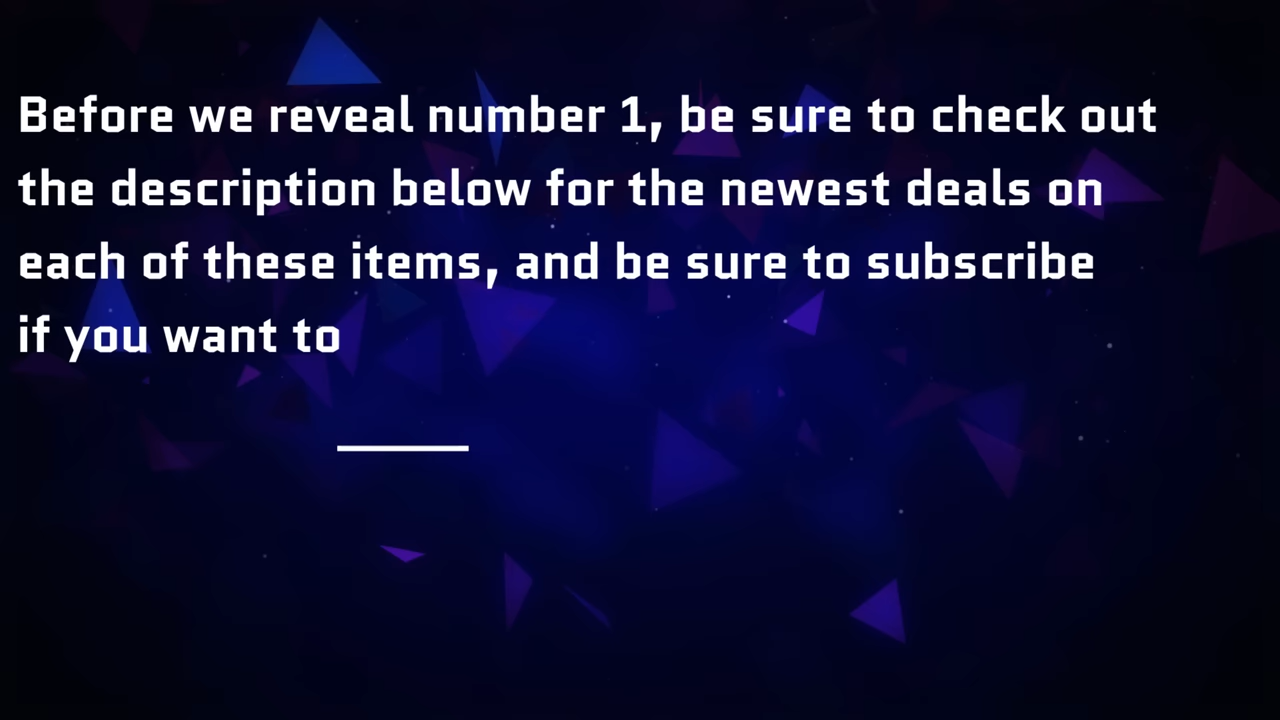 Before we reveal number 1, be sure to check out
the description below for the newest deals on
each of these items, and be sure to subscribe
if you want to